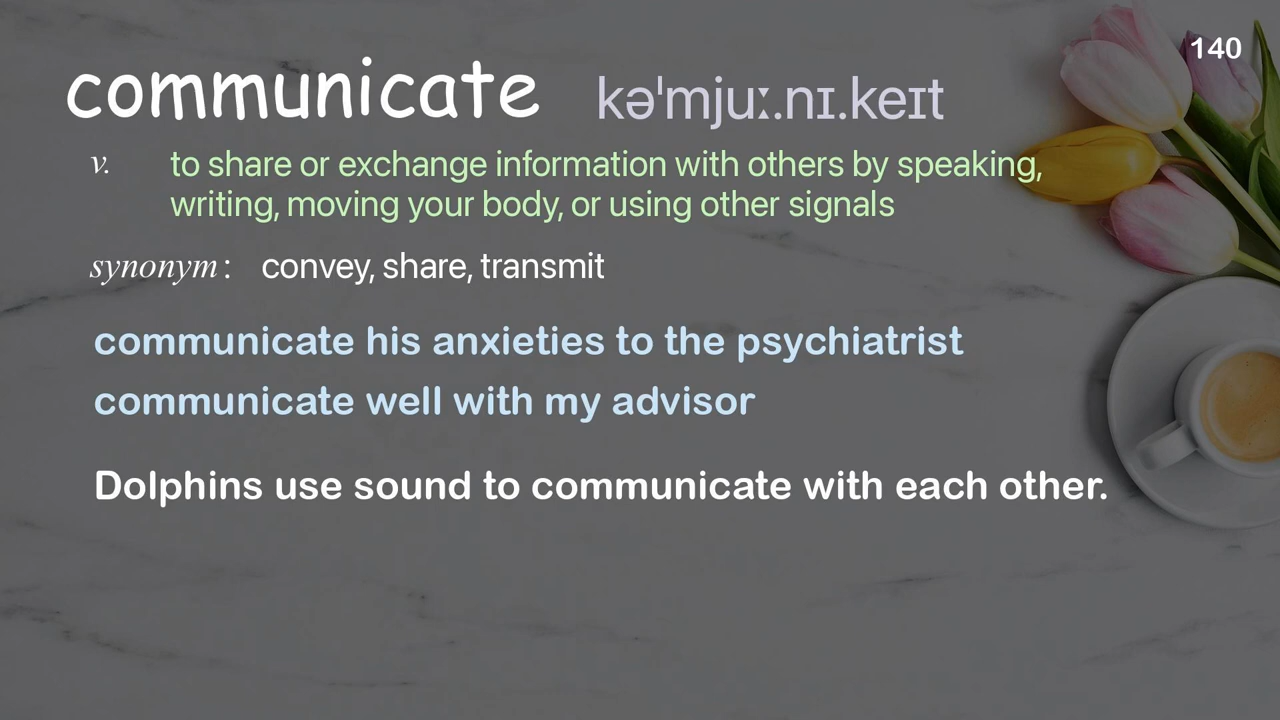 140
communicate kəˈmjuː.nɪ.keɪt
v. to share or exchange information with others by speaking,
writing, moving your body, or using other signals
synonym: convey, share, transmit
communicate his anxieties to the psychiatrist
communicate well with my advisor
Dolphins use sound to communicate with each other.